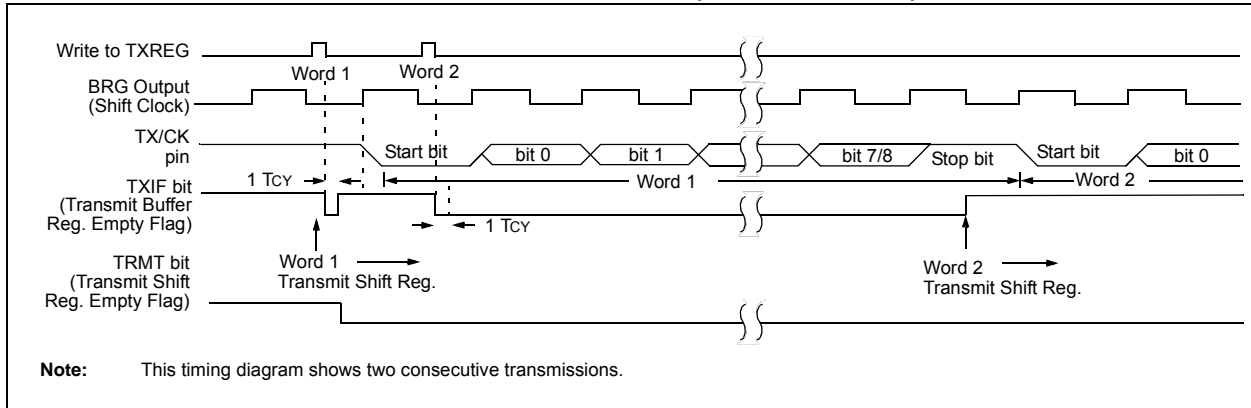 Write to TXREG
Word 1
Word 2
BRG Output
(Shift Clock)
TX/CK
pin
Start bit
bit 0
bit 1
bit 7/8
Stop bit
Start bit
bit 0
1 TCY
Word 1
Word 2
TXIF bit
(Transmit Buffer
Reg. Empty Flag)
1 TCY
Word 1
Transmit Shift Reg.
Word 2
Transmit Shift Reg.
TRMT bit
(Transmit Shift
Reg. Empty Flag)
Note: This timing diagram shows two consecutive transmissions.